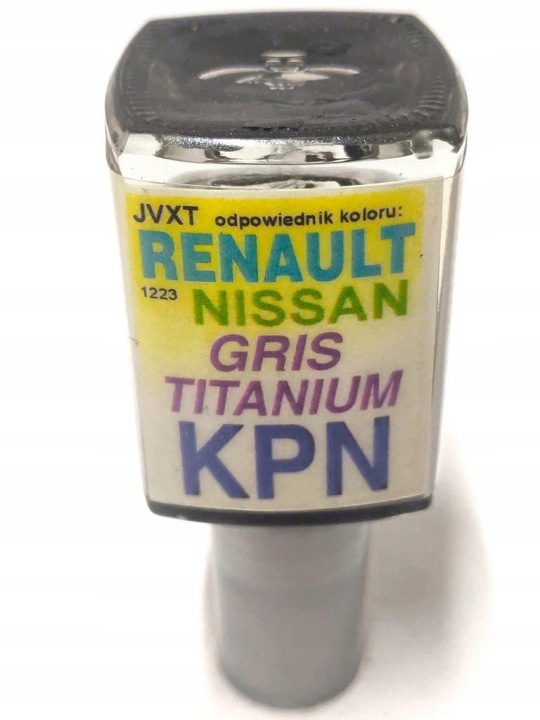 JVXT odpowiednik koloru:
RENAULT
1223 NISSAN
GRIS
TITANIUM
KPN